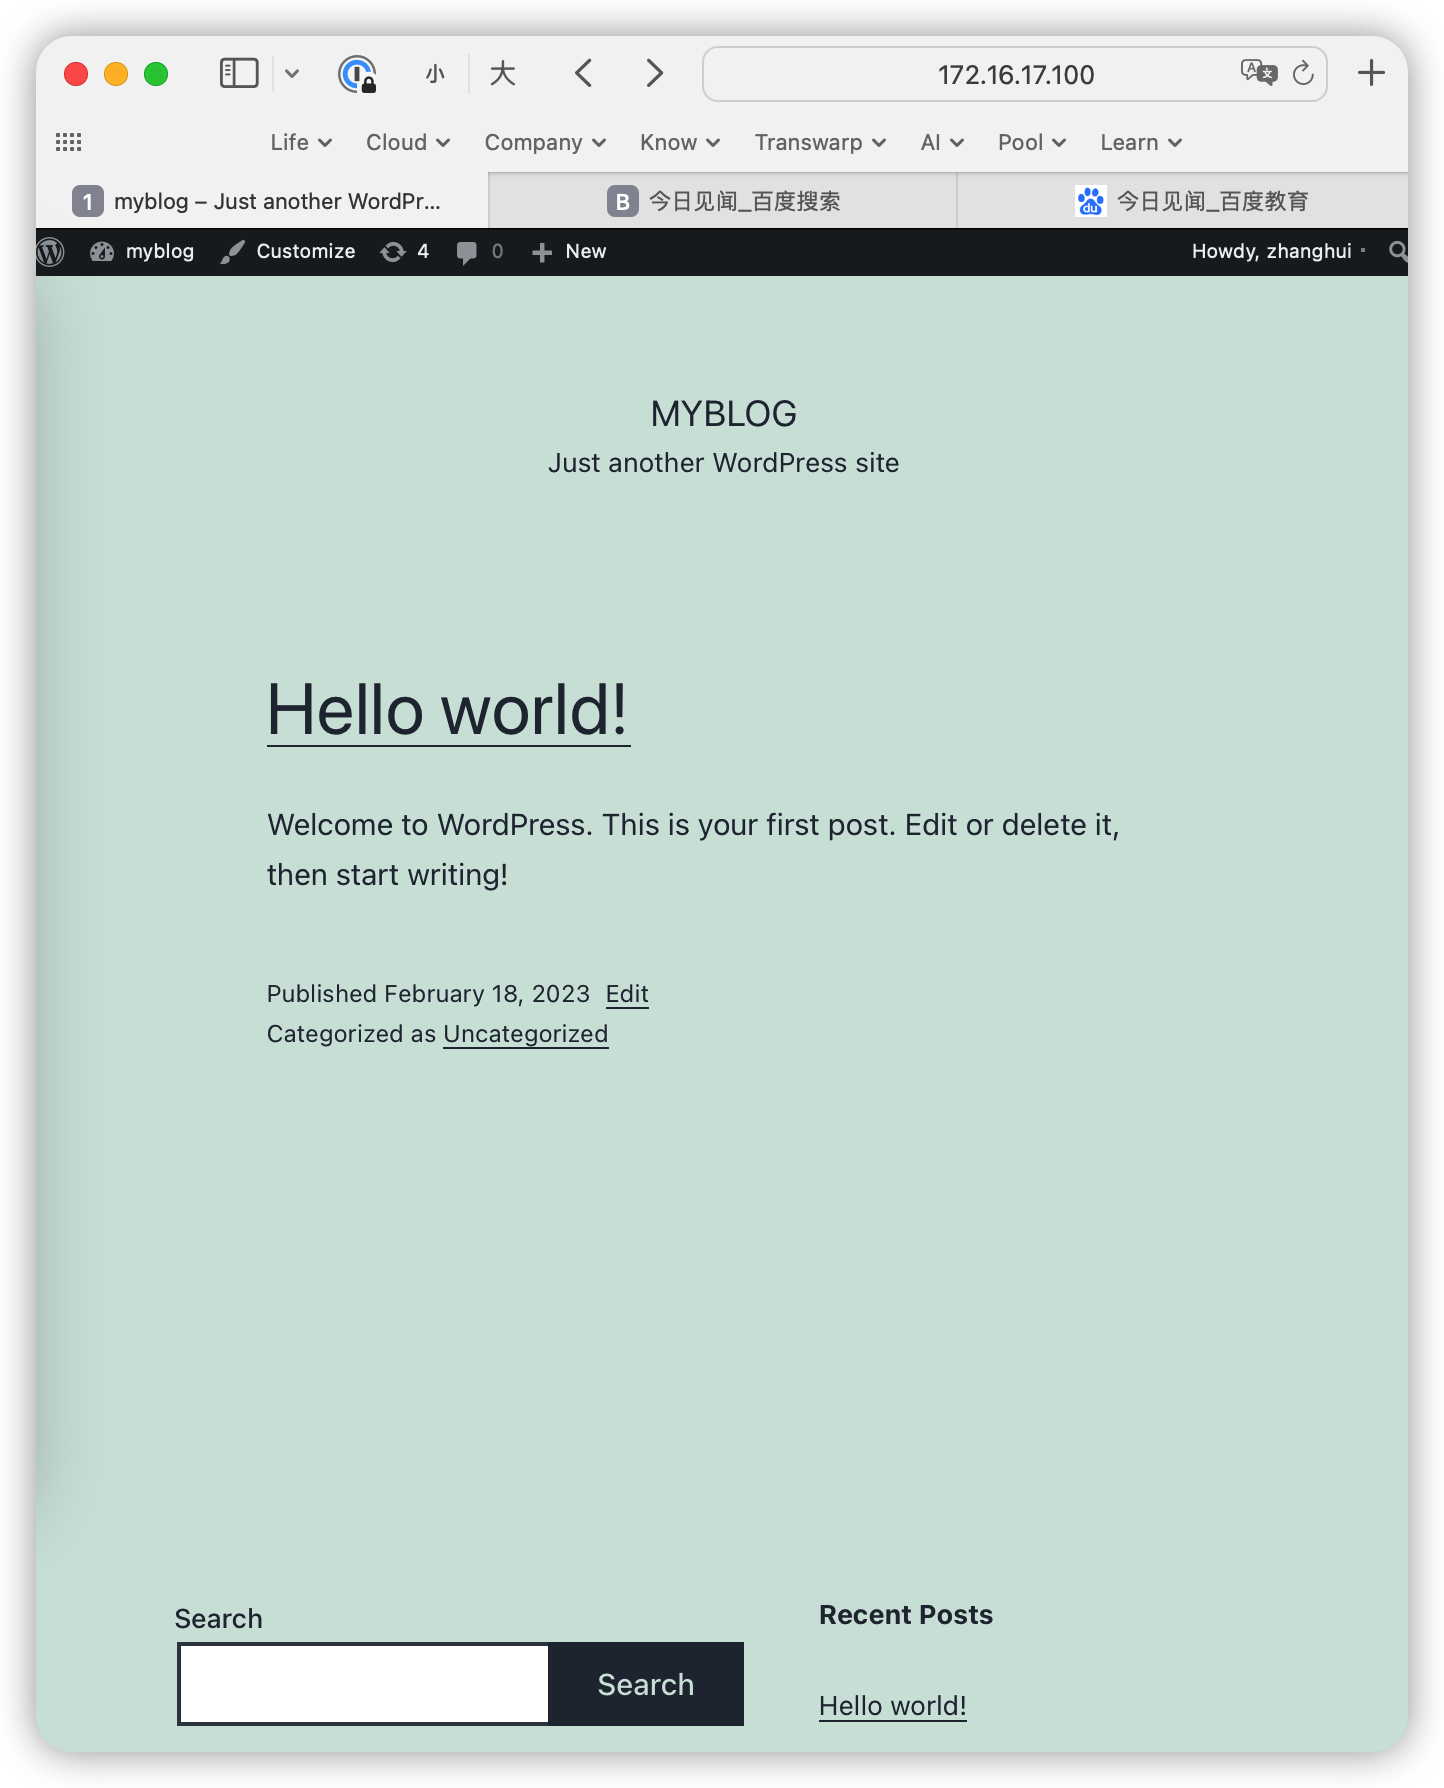 小 大 172.16.17.100
Life Cloud Company Know Transwarp AI Pool Learn
1 myblog – Just another WordPr... B 今日见闻_百度搜索 du 今日见闻_百度教育
myblog Customize 4 0 New Howdy, zhanghui
MYBLOG
Just another WordPress site
Hello world!
Welcome to WordPress. This is your first post. Edit or delete it,
then start writing!
Published February 18, 2023 Edit
Categorized as Uncategorized
Search
Search
Recent Posts
Hello world!